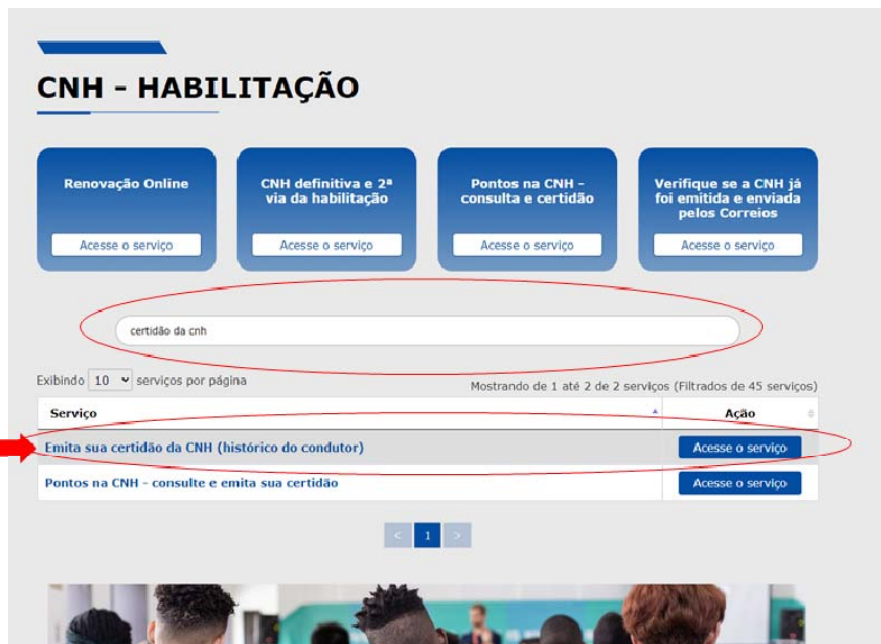 CNH - HABILITAÇÃO
Renovação Online
Acesse o serviço
CNH definitiva e 2ª
via da habilitação
Acesse o serviço
Pontos na CNH -
consulta e certidão
Acesse o serviço
Verifique se a CNH já
foi emitida e enviada
pelos Correios
Acesse o serviço
certidão da cnh
Exibindo 10 serviços por página
Mostrando de 1 até 2 de 2 serviços (Filtrados de 45 serviços)
Serviço Ação
Emita sua certidão da CNH (histórico do condutor) Acesse o serviço
Pontos na CNH - consulte e emita sua certidão Acesse o serviço
< 1 >